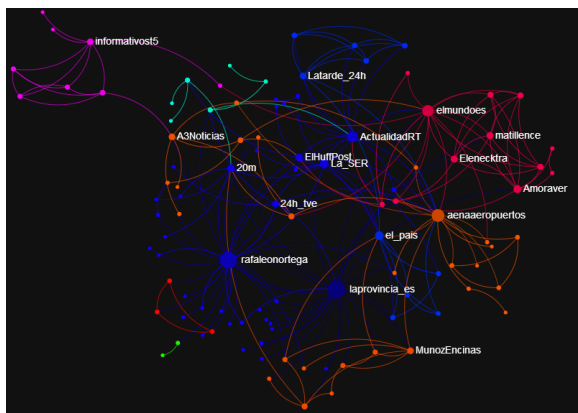 informativost5
Latarde_24h
elmundoes
A3Noticias
ActualidadRT
matillence
ElHuffPost
La_SER
Elenecktra
20m
Amoraver
24h_tve
aenaaeropuertos
el_pais
rafaleonortega
laprovincia_es
MunozEncinas